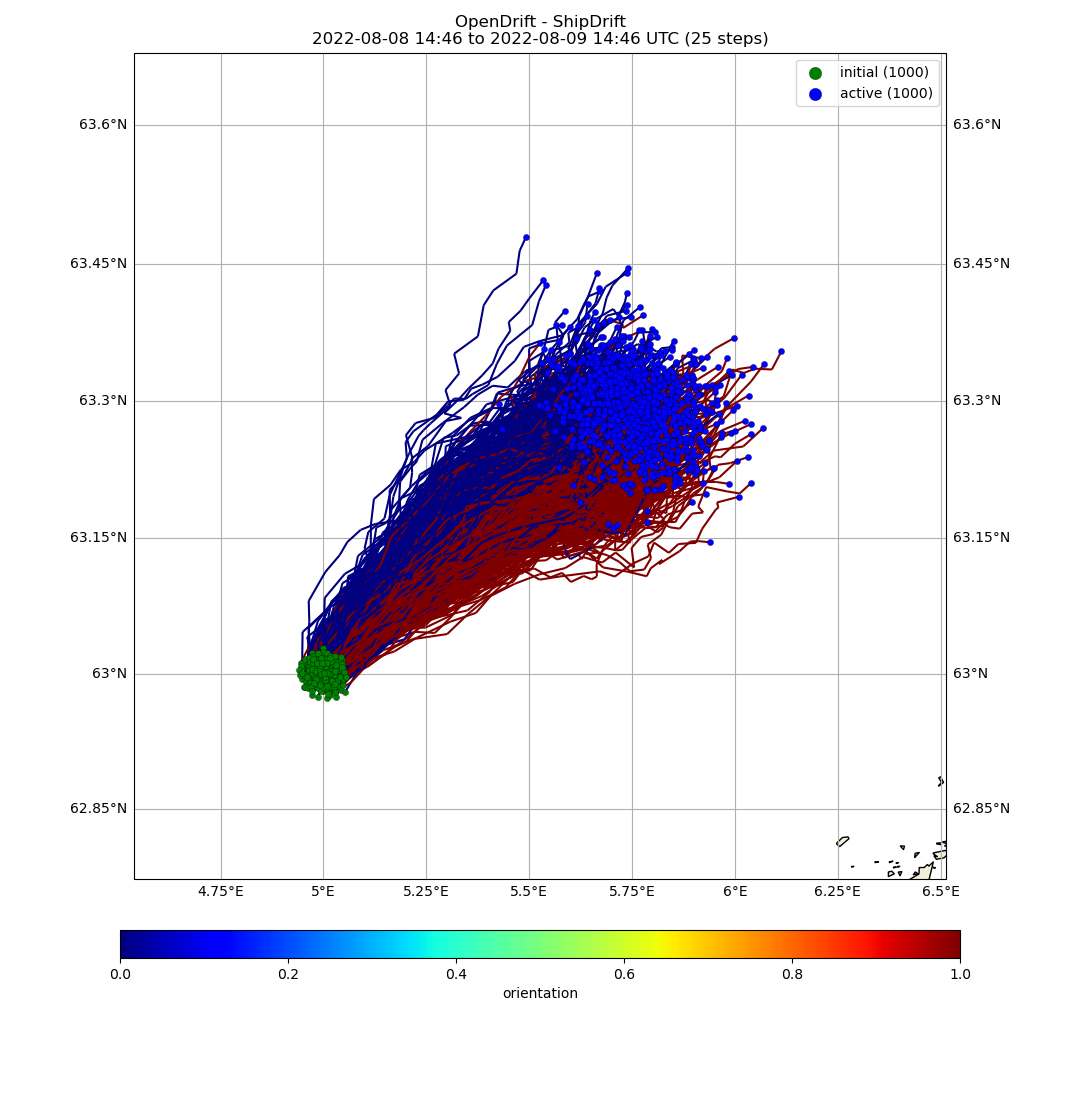 OpenDrift - ShipDrift
2022-08-08 14:46 to 2022-08-09 14:46 UTC (25 steps)
initial (1000)
active (1000)
63.6°N 63.6°N
63.45°N 63.45°N
63.3°N 63.3°N
63.15°N 63.15°N
63°N 63°N
62.85°N 62.85°N
4.75°E 5°E 5.25°E 5.5°E 5.75°E 6°E 6.25°E 6.5°E
0.0 0.2 0.4 0.6 0.8 1.0
orientation